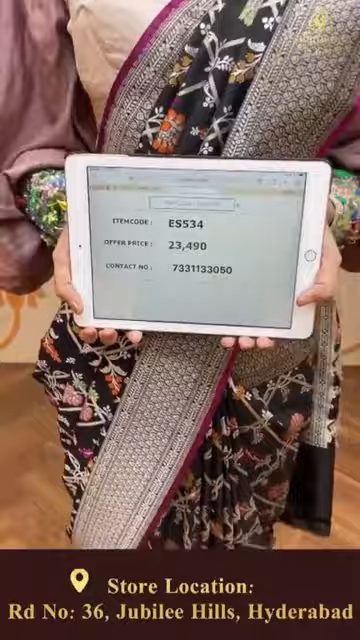 ITEMCODE : ES534
OFFER PRICE : 23,490
CONTACT NO : 7331133050
Store Location:
Rd No: 36, Jubilee Hills, Hyderabad